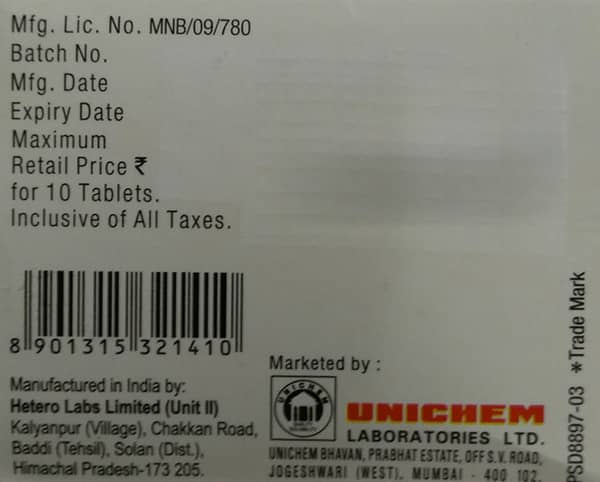 Mfg. Lic. No. MNB/09/780
Batch No.
Mfg. Date
Expiry Date
Maximum
Retail Price ₹
for 10 Tablets.
Inclusive of All Taxes.
8 901315 321410
Manufactured in India by:
Hetero Labs Limited (Unit II)
Kalyanpur (Village), Chakkan Road,
Baddi (Tehsil), Solan (Dist.),
Himachal Pradesh-173 205.
Marketed by :
UNICHEM
UNICHEM
LABORATORIES LTD.
UNICHEM BHAVAN, PRABHAT ESTATE, OFF S.V. ROAD,
JOGESHWARI (WEST), MUMBAI - 400 102.
PSD8897-03 *Trade Mark